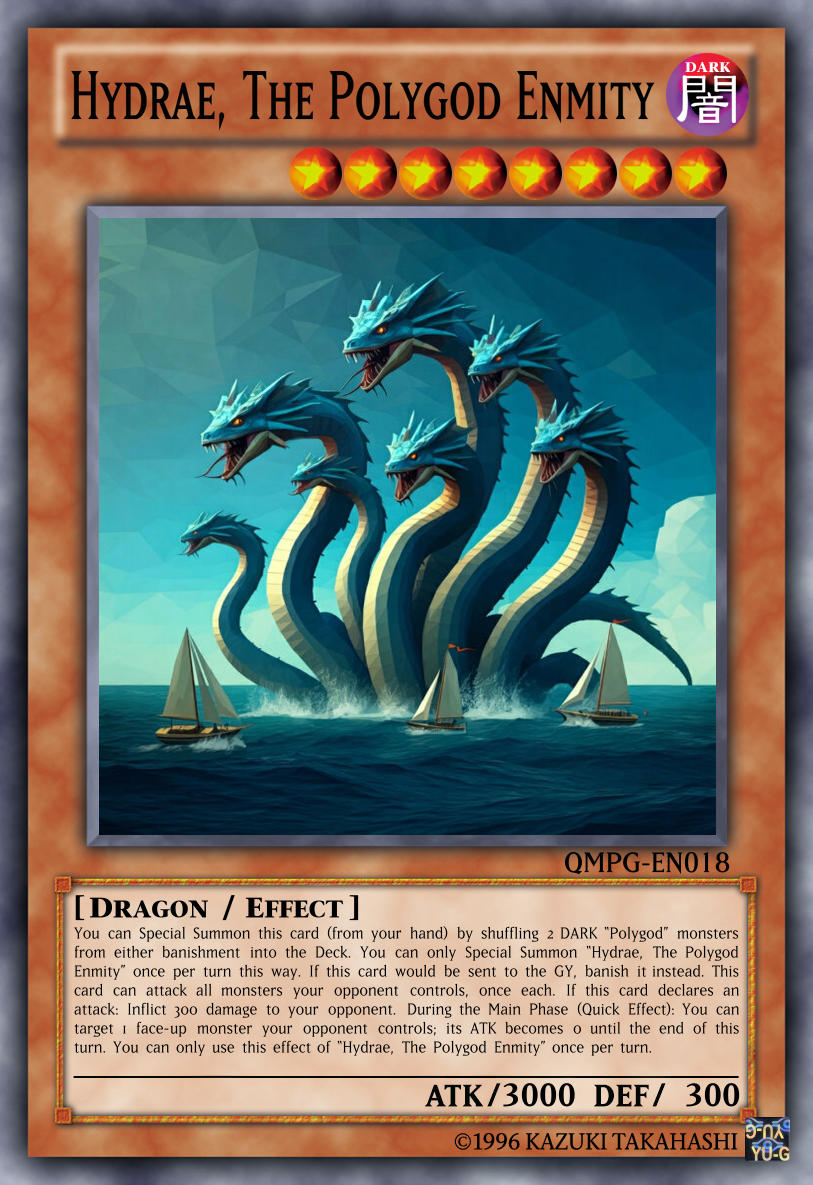 Hydrae, The Polygod Enmity
DARK
闇
QMPG-EN018
[ Dragon / Effect ]
You can Special Summon this card (from your hand) by shuffling 2 DARK "Polygod" monsters
from either banishment into the Deck. You can only Special Summon "Hydrae, The Polygod
Enmity" once per turn this way. If this card would be sent to the GY, banish it instead. This
card can attack all monsters your opponent controls, once each. If this card declares an
attack: Inflict 300 damage to your opponent. During the Main Phase (Quick Effect): You can
target 1 face-up monster your opponent controls; its ATK becomes 0 until the end of this
turn. You can only use this effect of "Hydrae, The Polygod Enmity" once per turn.
ATK/3000 DEF/ 300
©1996 KAZUKI TAKAHASHI
YU-G
YU-G